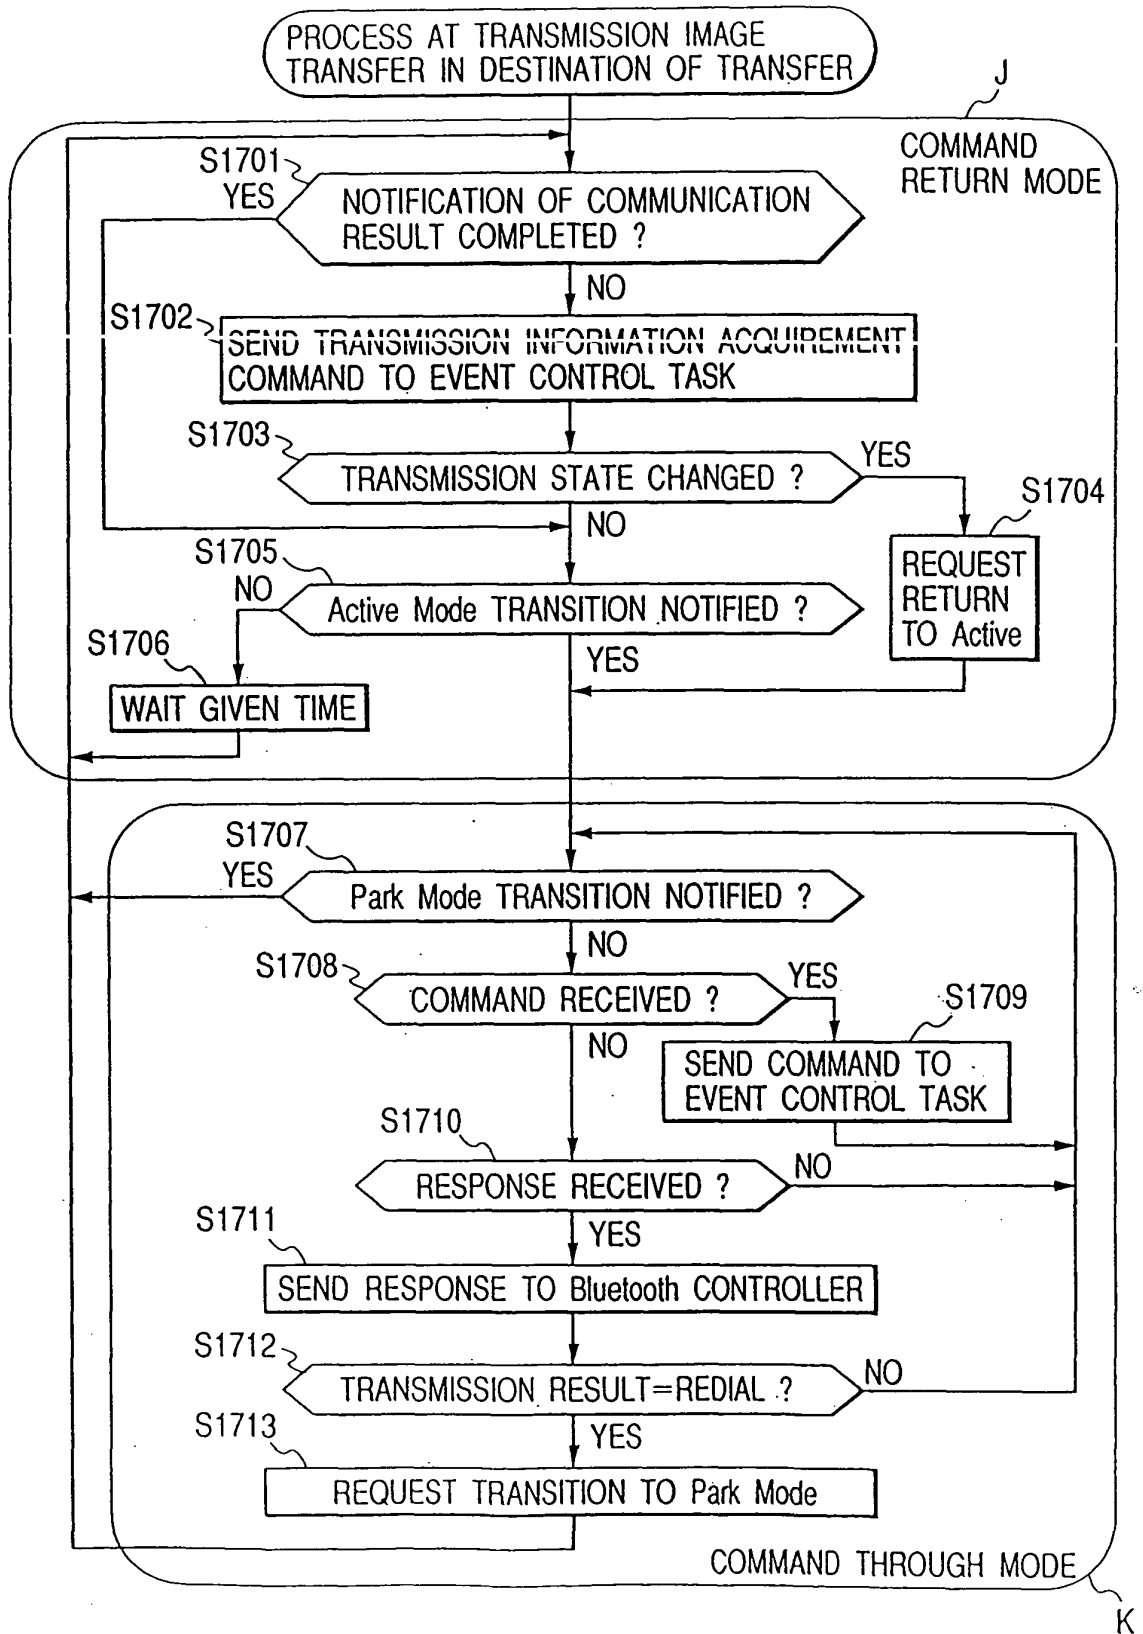 PROCESS AT TRANSMISSION IMAGE
TRANSFER IN DESTINATION OF TRANSFER
J
COMMAND
RETURN MODE
S1701
YES
NOTIFICATION OF COMMUNICATION
RESULT COMPLETED ?
NO
S1702
SEND TRANSMISSION INFORMATION ACQUIREMENT
COMMAND TO EVENT CONTROL TASK
S1703
TRANSMISSION STATE CHANGED ?
YES
NO
S1704
REQUEST
RETURN
TO Active
S1705
NO
Active Mode TRANSITION NOTIFIED ?
YES
S1706
WAIT GIVEN TIME
S1707
YES
Park Mode TRANSITION NOTIFIED ?
NO
S1708
COMMAND RECEIVED ?
YES
NO
S1709
SEND COMMAND TO
EVENT CONTROL TASK
S1710
RESPONSE RECEIVED ?
NO
YES
S1711
SEND RESPONSE TO Bluetooth CONTROLLER
S1712
TRANSMISSION RESULT=REDIAL ?
NO
YES
S1713
REQUEST TRANSITION TO Park Mode
COMMAND THROUGH MODE
K